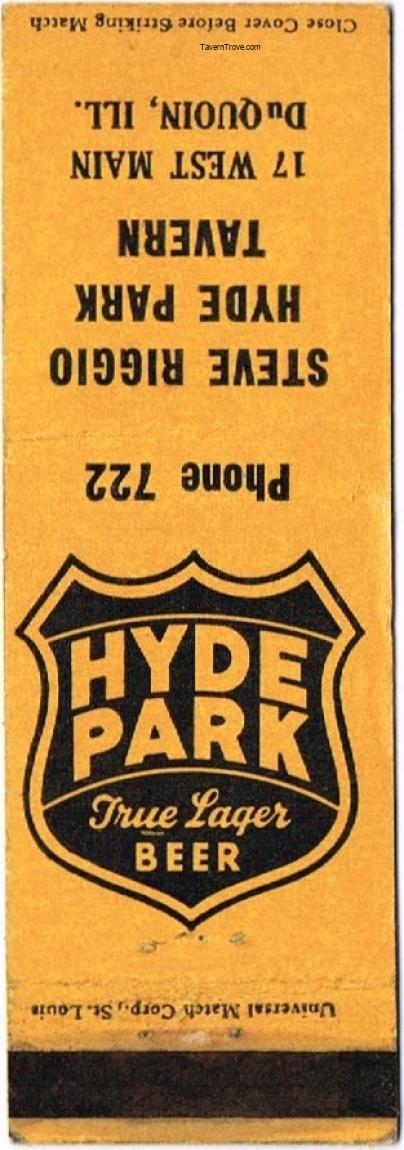 Close Cover Before Striking Match
TavernTrove.com
DuQUOIN, ILL.
17 WEST MAIN
TAVERN
HYDE PARK
STEVE RIGGIO
Phone 722
HYDE
PARK
True Lager
BEER
Universal Match Corp., St. Louis